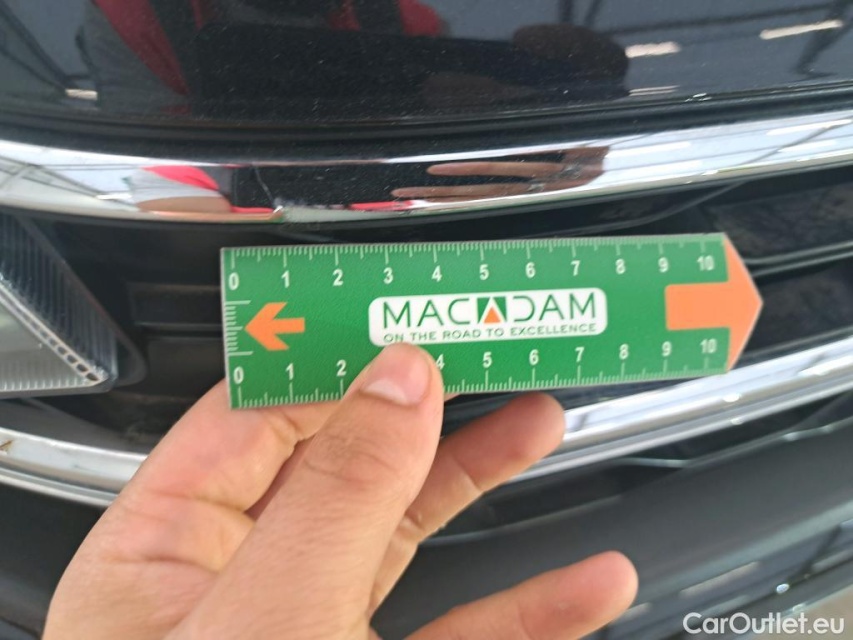 0 1 2 3 4 5 6 7 8 9 10
MACADAM
ON THE ROAD TO EXCELLENCE
0 1 2 4 5 6 7 8 9 10
CarOutlet.eu